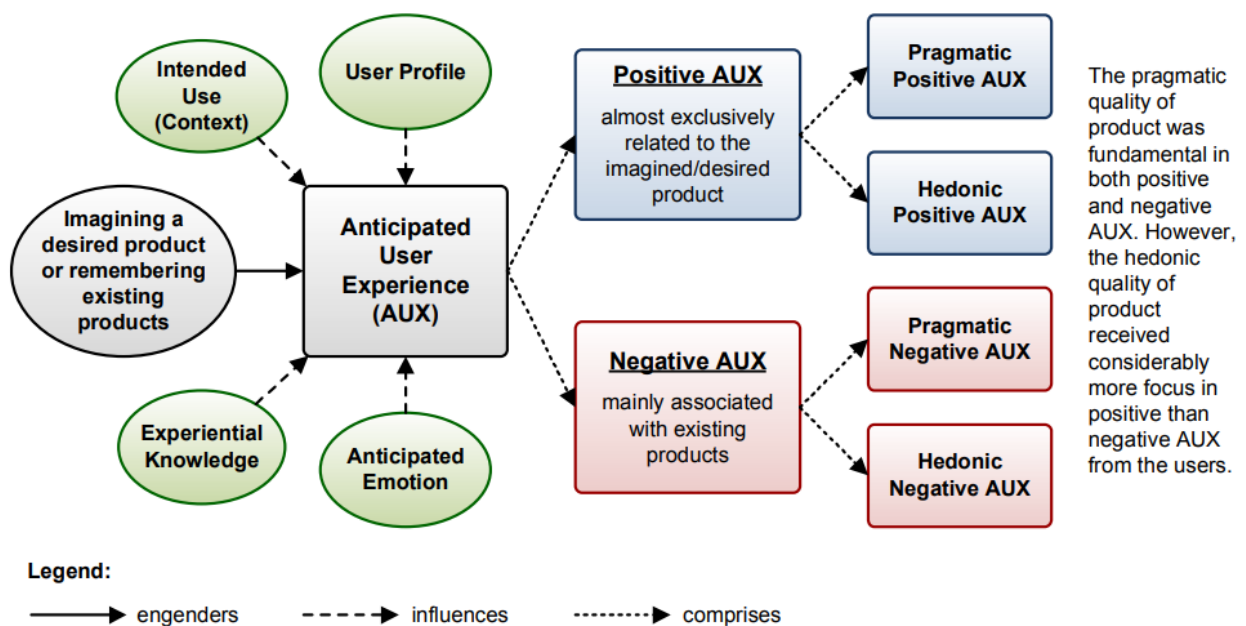 Intended
Use
(Context)
User Profile
Imagining a
desired product
or remembering
existing
products
Anticipated
User
Experience
(AUX)
Experiential
Knowledge
Anticipated
Emotion
Positive AUX
almost exclusively
related to the
imagined/desired
product
Negative AUX
mainly associated
with existing
products
Pragmatic
Positive AUX
Hedonic
Positive AUX
Pragmatic
Negative AUX
Hedonic
Negative AUX
The pragmatic
quality of
product was
fundamental in
both positive
and negative
AUX. However,
the hedonic
quality of
product
received
considerably
more focus in
positive than
negative AUX
from the users.
Legend:
engenders
influences
comprises